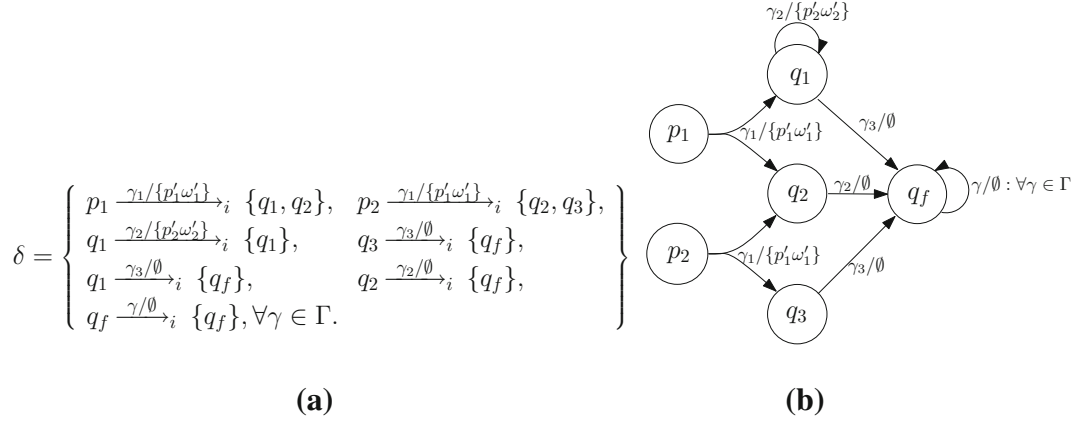 δ = { p₁ —γ₁/{p′₁ω′₁}→ᵢ {q₁, q₂}, p₂ —γ₁/{p′₁ω′₁}→ᵢ {q₂, q₃},
q₁ —γ₂/{p′₂ω′₂}→ᵢ {q₁}, q₃ —γ₃/∅→ᵢ {q_f},
q₁ —γ₃/∅→ᵢ {q_f}, q₂ —γ₂/∅→ᵢ {q_f},
q_f —γ/∅→ᵢ {q_f}, ∀γ ∈ Γ. }
(a)
γ₂/{p′₂ω′₂}
q₁
p₁
γ₁/{p′₁ω′₁}
γ₃/∅
q₂
γ₂/∅
q_f
γ/∅ : ∀γ ∈ Γ
p₂
γ₁/{p′₁ω′₁}
γ₃/∅
q₃
(b)